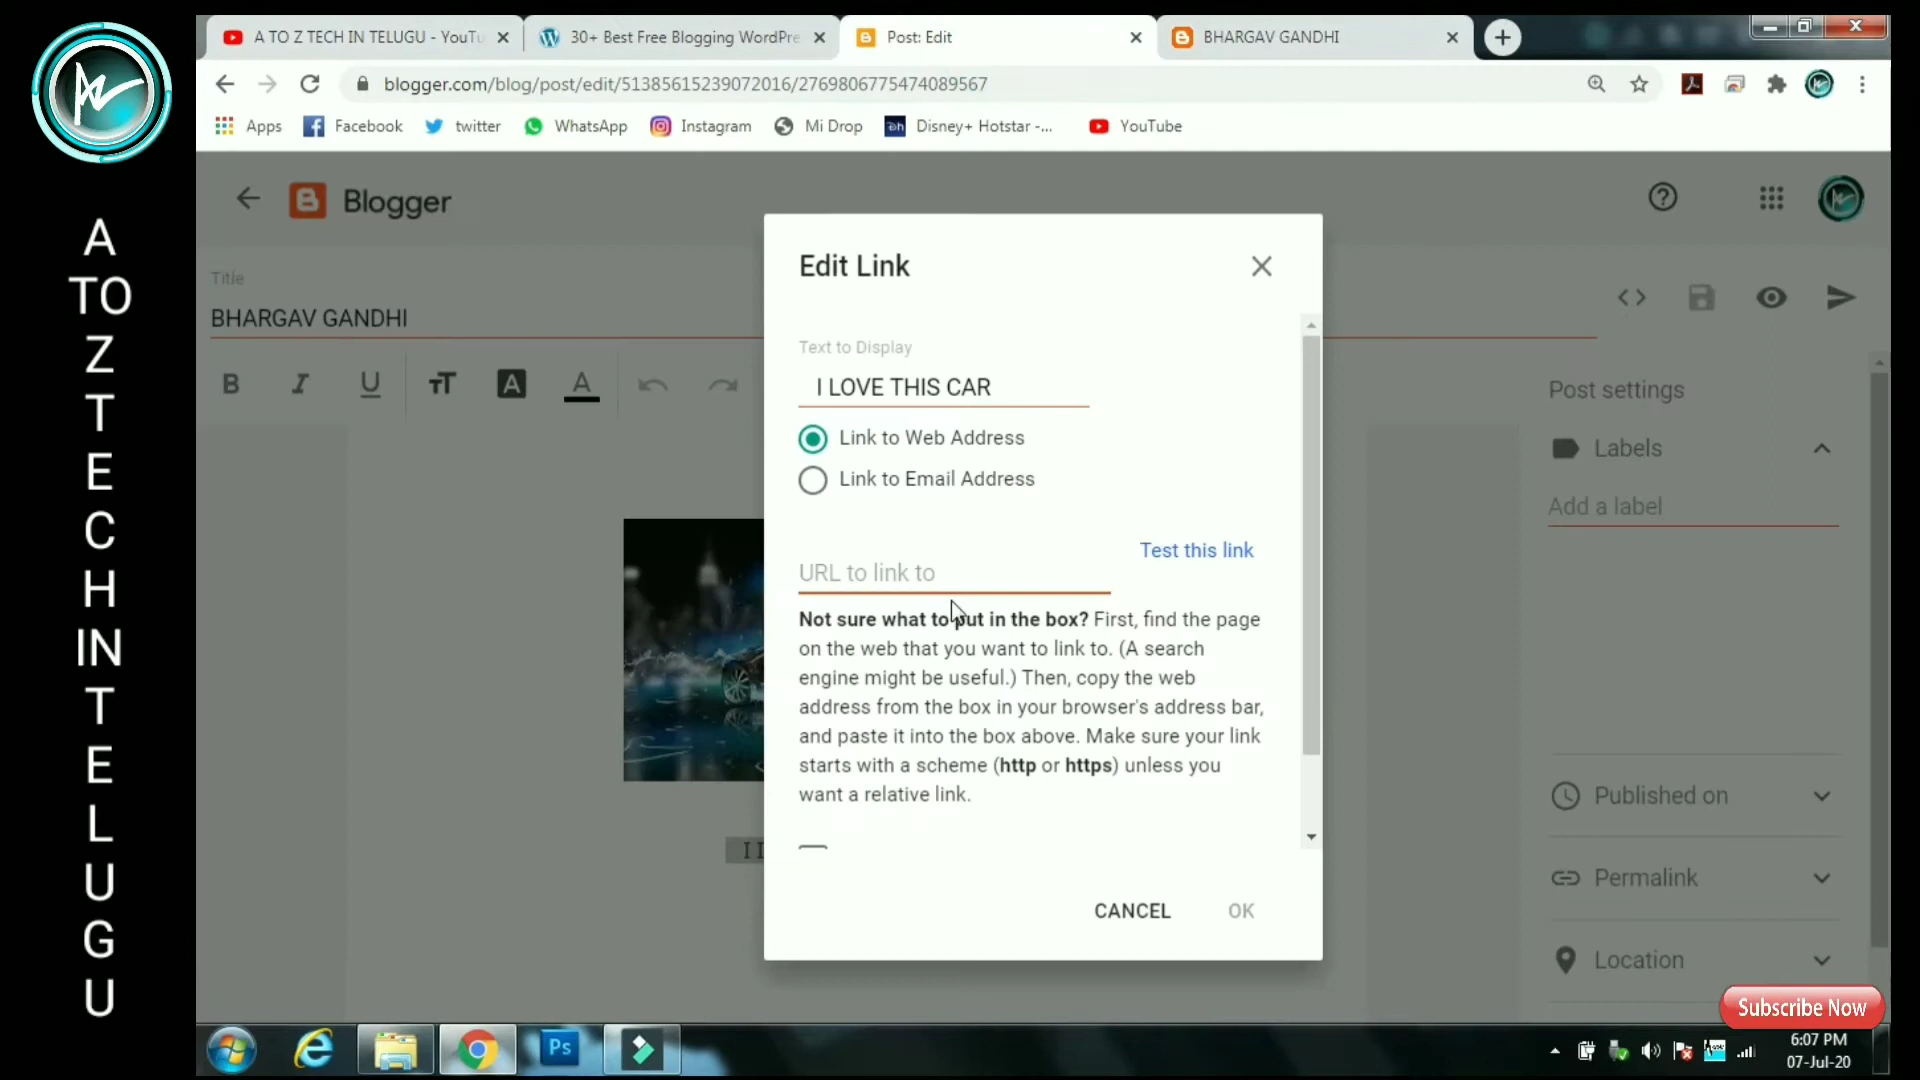 A
TO
Z
T
E
C
H
IN
T
E
L
U
G
U
A TO Z TECH IN TELUGU - YouTu
30+ Best Free Blogging WordPre
Post: Edit
BHARGAV GANDHI
blogger.com/blog/post/edit/51385615239072016/2769806775474089567
Apps
Facebook
twitter
WhatsApp
Instagram
Mi Drop
Disney+ Hotstar -...
YouTube
Blogger
Title
BHARGAV GANDHI
Edit Link
Text to Display
I LOVE THIS CAR
Link to Web Address
Link to Email Address
Test this link
URL to link to
Not sure what to put in the box? First, find the page
on the web that you want to link to. (A search
engine might be useful.) Then, copy the web
address from the box in your browser's address bar,
and paste it into the box above. Make sure your link
starts with a scheme (http or https) unless you
want a relative link.
CANCEL
OK
Post settings
Labels
Add a label
Published on
Permalink
Location
Subscribe Now
Ps
6:07 PM
07-Jul-20